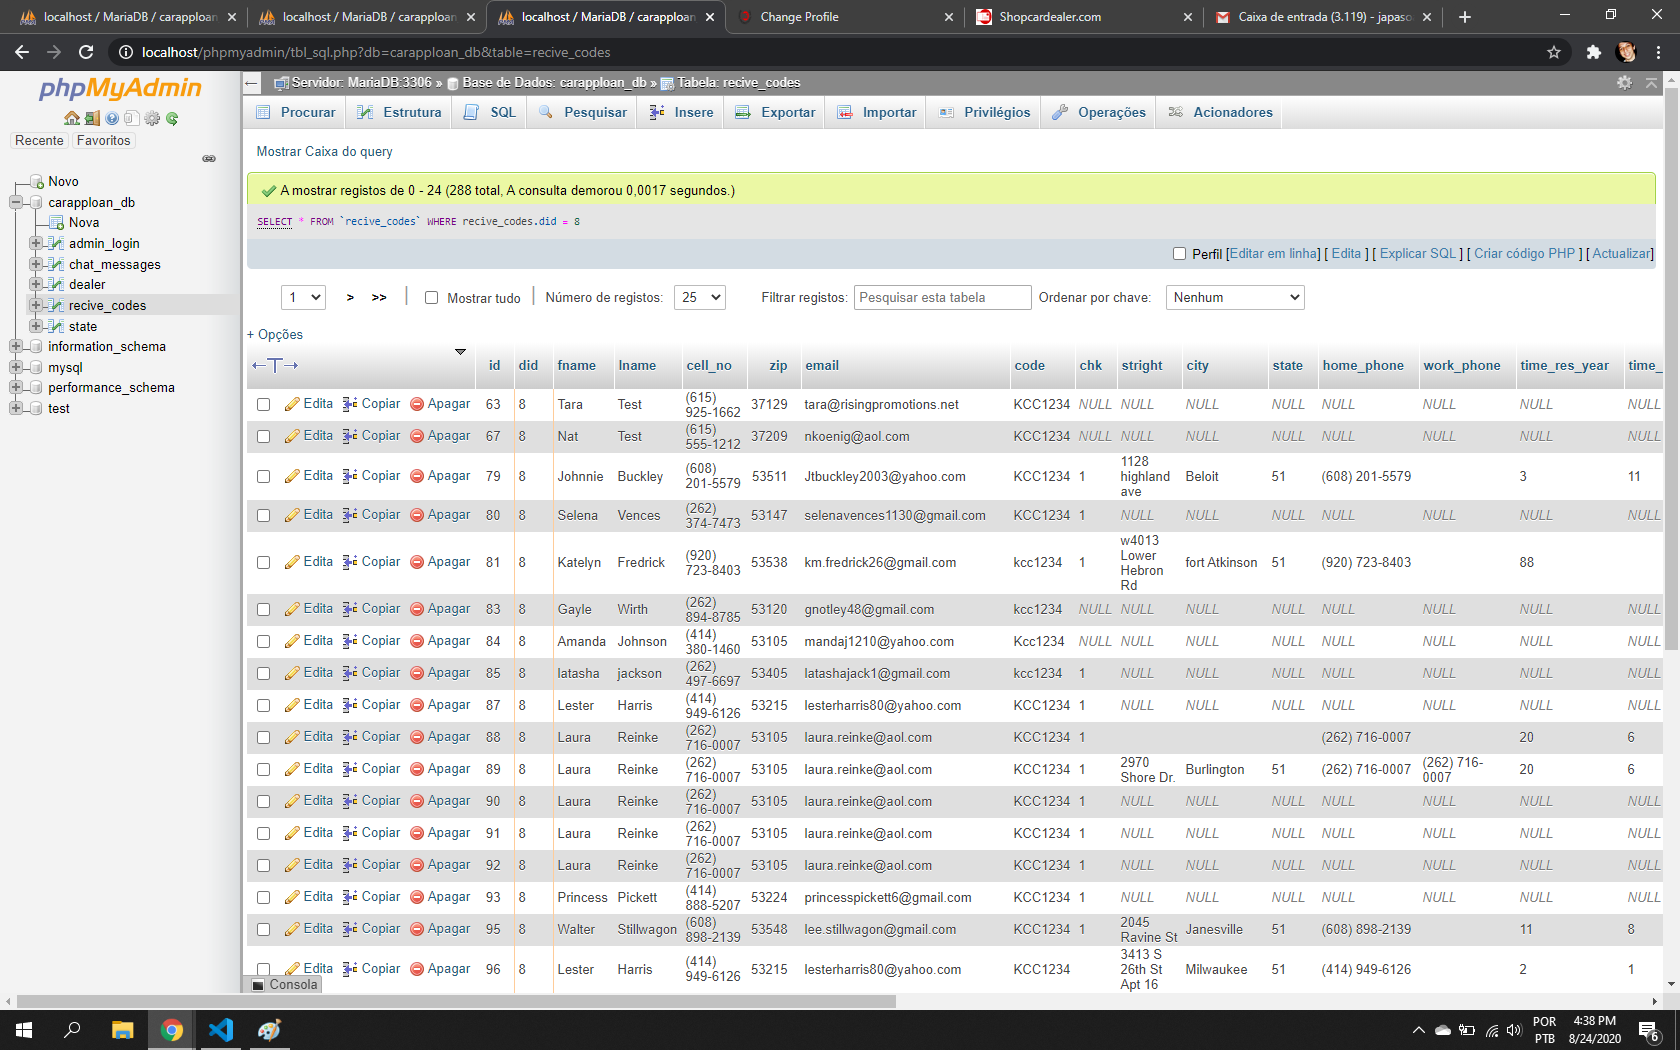 localhost / MariaDB / carapploan
localhost / MariaDB / carapploan
localhost / MariaDB / carapploan
Change Profile
Shopcardealer.com
Caixa de entrada (3.119) - japaso
localhost/phpmyadmin/tbl_sql.php?db=carapploan_db&table=recive_codes
phpMyAdmin
Recente Favoritos
Novo
carapploan_db
Nova
admin_login
chat_messages
dealer
recive_codes
state
information_schema
mysql
performance_schema
test
Servidor: MariaDB:3306 » Base de Dados: carapploan_db » Tabela: recive_codes
Procurar Estrutura SQL Pesquisar Insere Exportar Importar Privilégios Operações Acionadores
Mostrar Caixa do query
A mostrar registos de 0 - 24 (288 total, A consulta demorou 0,0017 segundos.)
SELECT * FROM `recive_codes` WHERE recive_codes.did = 8
Perfil [Editar em linha] [ Edita ] [ Explicar SQL ] [ Criar código PHP ] [ Actualizar]
1 > >> Mostrar tudo Número de registos: 25 Filtrar registos: Pesquisar esta tabela Ordenar por chave: Nenhum
+ Opções
←T→ id did fname lname cell_no zip email code chk stright city state home_phone work_phone time_res_year time_
Edita Copiar Apagar 63 8 Tara Test (615) 925-1662 37129 tara@risingpromotions.net KCC1234 NULL NULL NULL NULL NULL NULL NULL NULL
Edita Copiar Apagar 67 8 Nat Test (615) 555-1212 37209 nkoenig@aol.com KCC1234 NULL NULL NULL NULL NULL NULL NULL NULL
Edita Copiar Apagar 79 8 Johnnie Buckley (608) 201-5579 53511 Jtbuckley2003@yahoo.com KCC1234 1 1128 highland ave Beloit 51 (608) 201-5579 3 11
Edita Copiar Apagar 80 8 Selena Vences (262) 374-7473 53147 selenavences1130@gmail.com KCC1234 1 NULL NULL NULL NULL NULL NULL NULL
Edita Copiar Apagar 81 8 Katelyn Fredrick (920) 723-8403 53538 km.fredrick26@gmail.com kcc1234 1 w4013 Lower Hebron Rd fort Atkinson 51 (920) 723-8403 88
Edita Copiar Apagar 83 8 Gayle Wirth (262) 894-8785 53120 gnotley48@gmail.com kcc1234 NULL NULL NULL NULL NULL NULL NULL NULL
Edita Copiar Apagar 84 8 Amanda Johnson (414) 380-1460 53105 mandaj1210@yahoo.com Kcc1234 NULL NULL NULL NULL NULL NULL NULL NULL
Edita Copiar Apagar 85 8 latasha jackson (262) 497-6697 53405 latashajack1@gmail.com kcc1234 1 NULL NULL NULL NULL NULL NULL NULL
Edita Copiar Apagar 87 8 Lester Harris (414) 949-6126 53215 lesterharris80@yahoo.com KCC1234 1 NULL NULL NULL NULL NULL NULL NULL
Edita Copiar Apagar 88 8 Laura Reinke (262) 716-0007 53105 laura.reinke@aol.com KCC1234 1 (262) 716-0007 20 6
Edita Copiar Apagar 89 8 Laura Reinke (262) 716-0007 53105 laura.reinke@aol.com KCC1234 1 2970 Shore Dr. Burlington 51 (262) 716-0007 (262) 716-0007 20 6
Edita Copiar Apagar 90 8 Laura Reinke (262) 716-0007 53105 laura.reinke@aol.com KCC1234 1 NULL NULL NULL NULL NULL NULL NULL
Edita Copiar Apagar 91 8 Laura Reinke (262) 716-0007 53105 laura.reinke@aol.com KCC1234 1 NULL NULL NULL NULL NULL NULL NULL
Edita Copiar Apagar 92 8 Laura Reinke (262) 716-0007 53105 laura.reinke@aol.com KCC1234 1 NULL NULL NULL NULL NULL NULL NULL
Edita Copiar Apagar 93 8 Princess Pickett (414) 888-5207 53224 princesspickett6@gmail.com KCC1234 1 NULL NULL NULL NULL NULL NULL NULL
Edita Copiar Apagar 95 8 Walter Stillwagon (608) 898-2139 53548 lee.stillwagon@gmail.com KCC1234 1 2045 Ravine St Janesville 51 (608) 898-2139 11 8
Edita Copiar Apagar 96 8 Lester Harris (414) 949-6126 53215 lesterharris80@yahoo.com KCC1234 3413 S 26th St Apt 16 Milwaukee 51 (414) 949-6126 2 1
Consola
POR
PTB
4:38 PM
8/24/2020
6